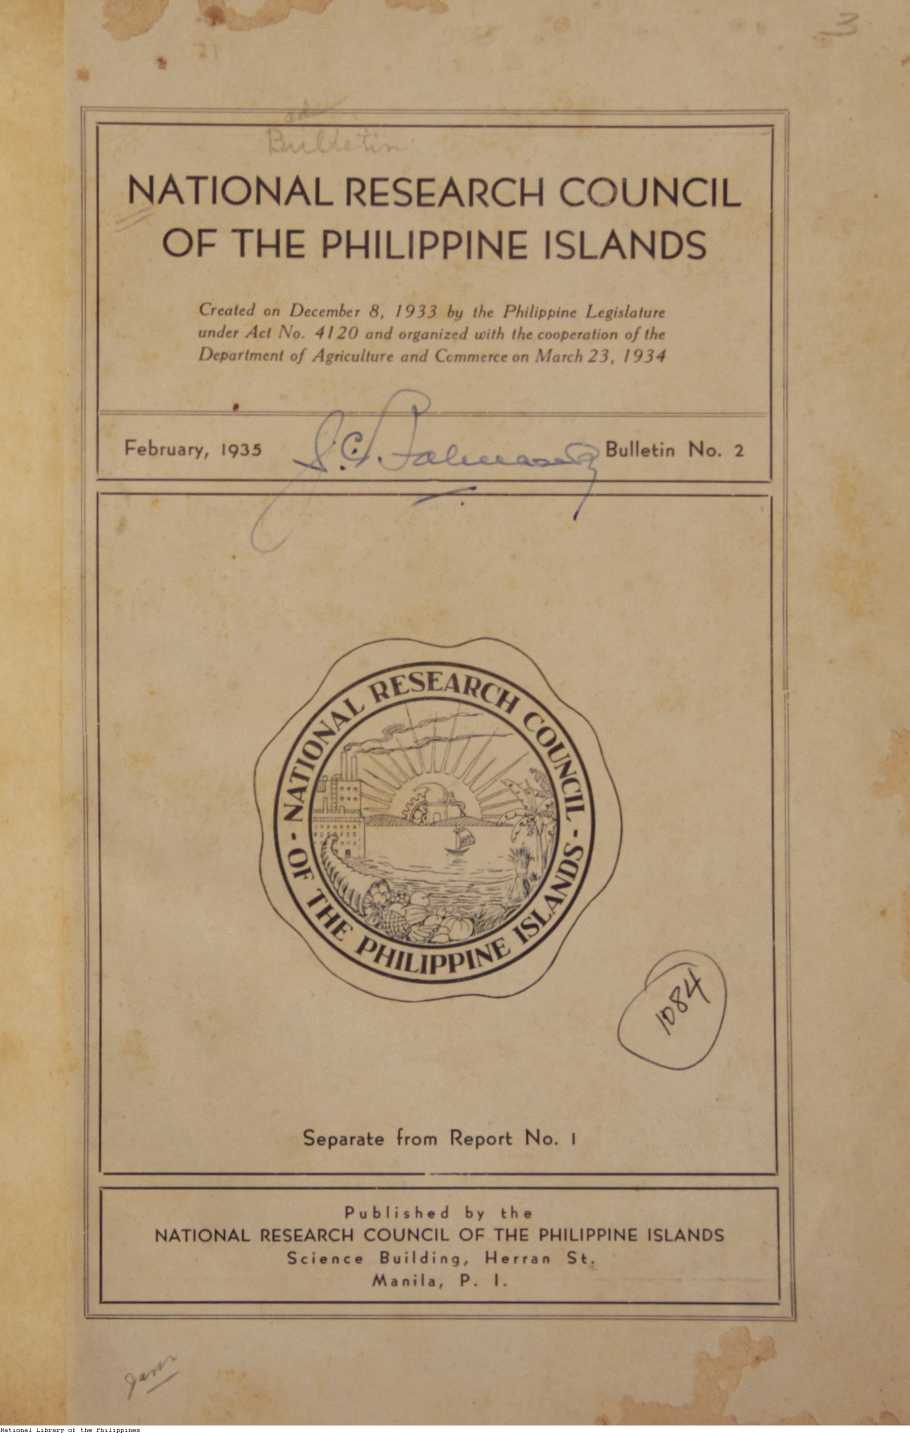 3
Bulletin
NATIONAL RESEARCH COUNCIL
OF THE PHILIPPINE ISLANDS
Created on December 8, 1933 by the Philippine Legislature
under Act No. 4120 and organized with the cooperation of the
Department of Agriculture and Commerce on March 23, 1934
February, 1935
Bulletin No. 2
NATIONAL RESEARCH COUNCIL
- OF THE PHILIPPINE ISLANDS -
1084
Separate from Report No. 1
Published by the
NATIONAL RESEARCH COUNCIL OF THE PHILIPPINE ISLANDS
Science Building, Herran St.
Manila, P. I.
National Library of the Philippines